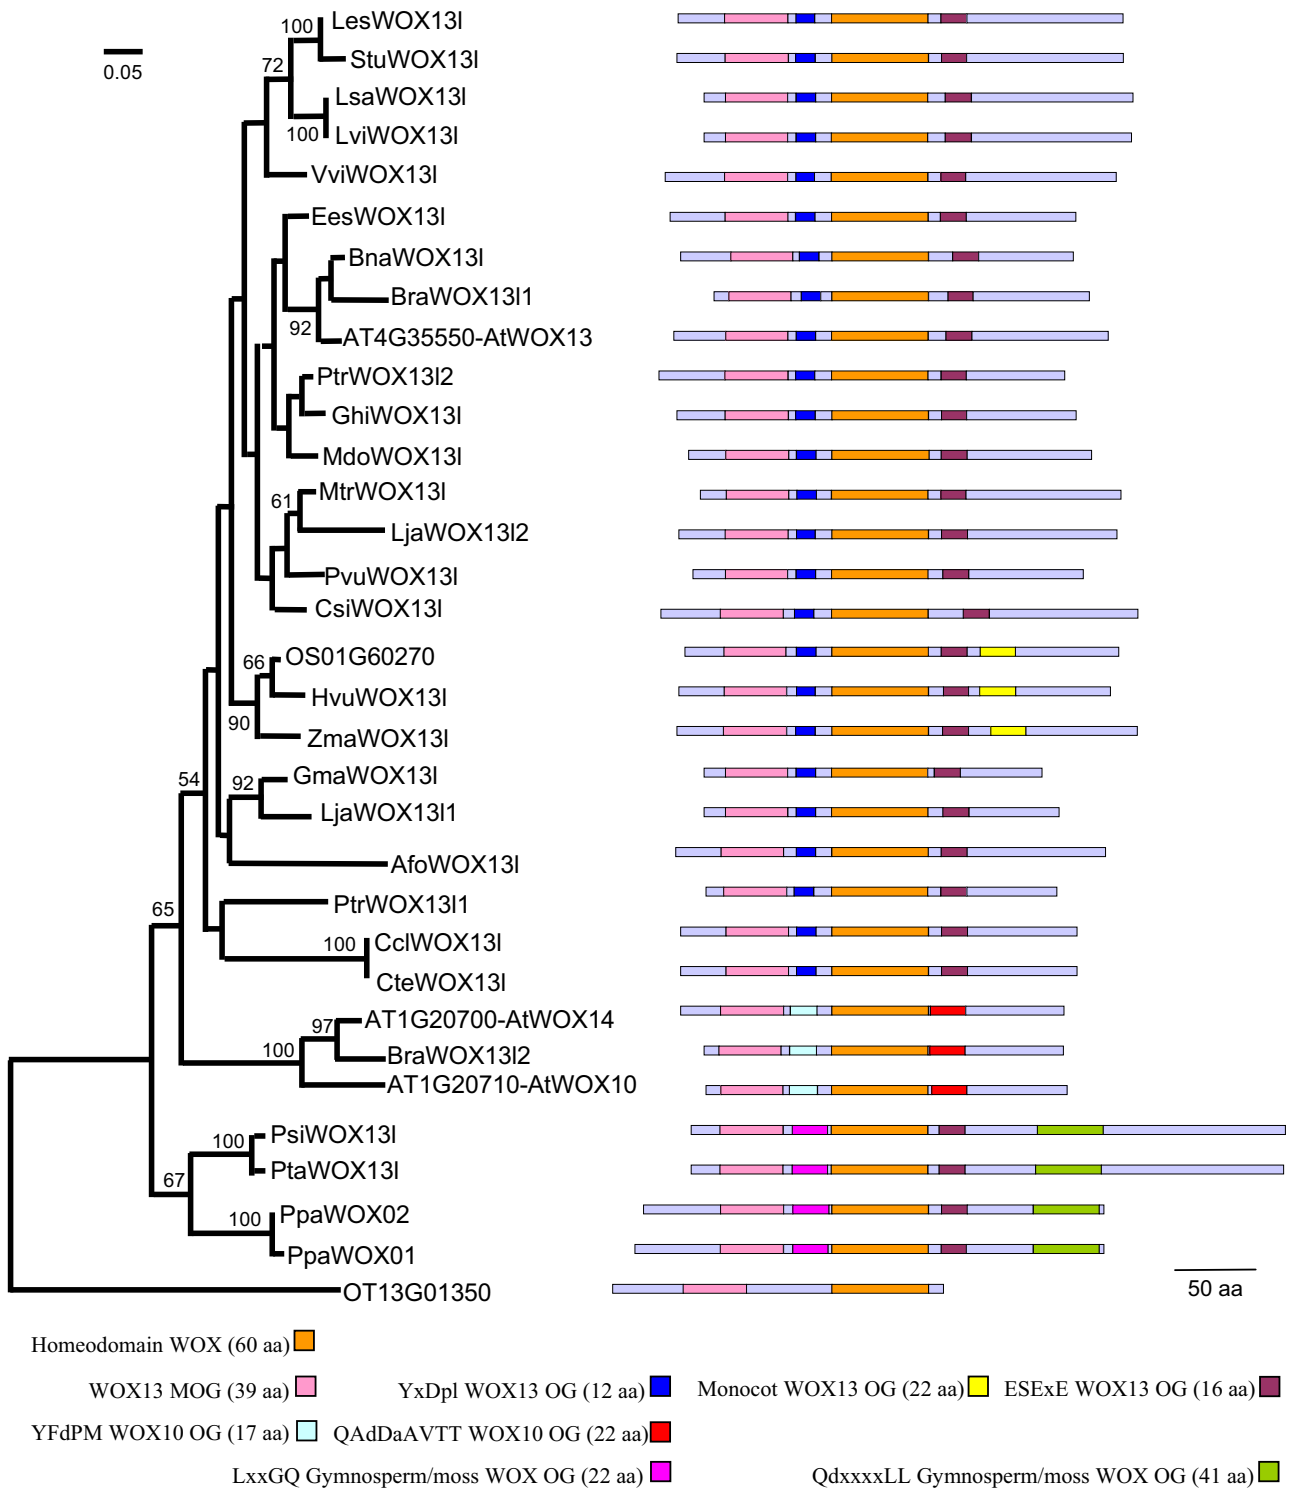 100 LesWOX13l
0.05
72 StuWOX13l
LsaWOX13l
100 LviWOX13l
VviWOX13l
EesWOX13l
BnaWOX13l
BraWOX13l1
92 AT4G35550-AtWOX13
PtrWOX13l2
GhiWOX13l
MdoWOX13l
61 MtrWOX13l
LjaWOX13l2
PvuWOX13l
CsiWOX13l
66 OS01G60270
HvuWOX13l
90 ZmaWOX13l
54 92 GmaWOX13l
LjaWOX13l1
AfoWOX13l
65 PtrWOX13l1
100 CclWOX13l
CteWOX13l
97 AT1G20700-AtWOX14
100 BraWOX13l2
AT1G20710-AtWOX10
100 PsiWOX13l
67 PtaWOX13l
100 PpaWOX02
PpaWOX01
OT13G01350
50 aa
Homeodomain WOX (60 aa)
WOX13 MOG (39 aa) YxDpl WOX13 OG (12 aa) Monocot WOX13 OG (22 aa) ESExE WOX13 OG (16 aa)
YFdPM WOX10 OG (17 aa) QAdDaAVTT WOX10 OG (22 aa)
LxxGQ Gymnosperm/moss WOX OG (22 aa) QdxxxxLL Gymnosperm/moss WOX OG (41 aa)